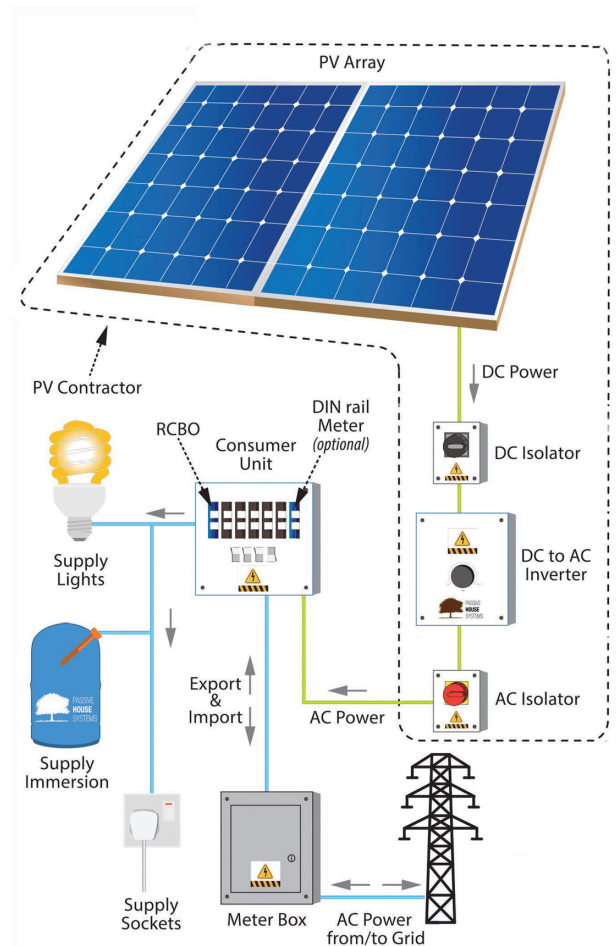 PV Array
DC Power
PV Contractor
DC Isolator
RCBO
DIN rail
Meter
(optional)
Consumer
Unit
DC to AC
Inverter
PASSIVE
HOUSE
SYSTEMS
Supply
Lights
AC Isolator
Export
&
Import
AC Power
PASSIVE
HOUSE
SYSTEMS
Supply
Immersion
Supply
Sockets
Meter Box
AC Power
from/to Grid